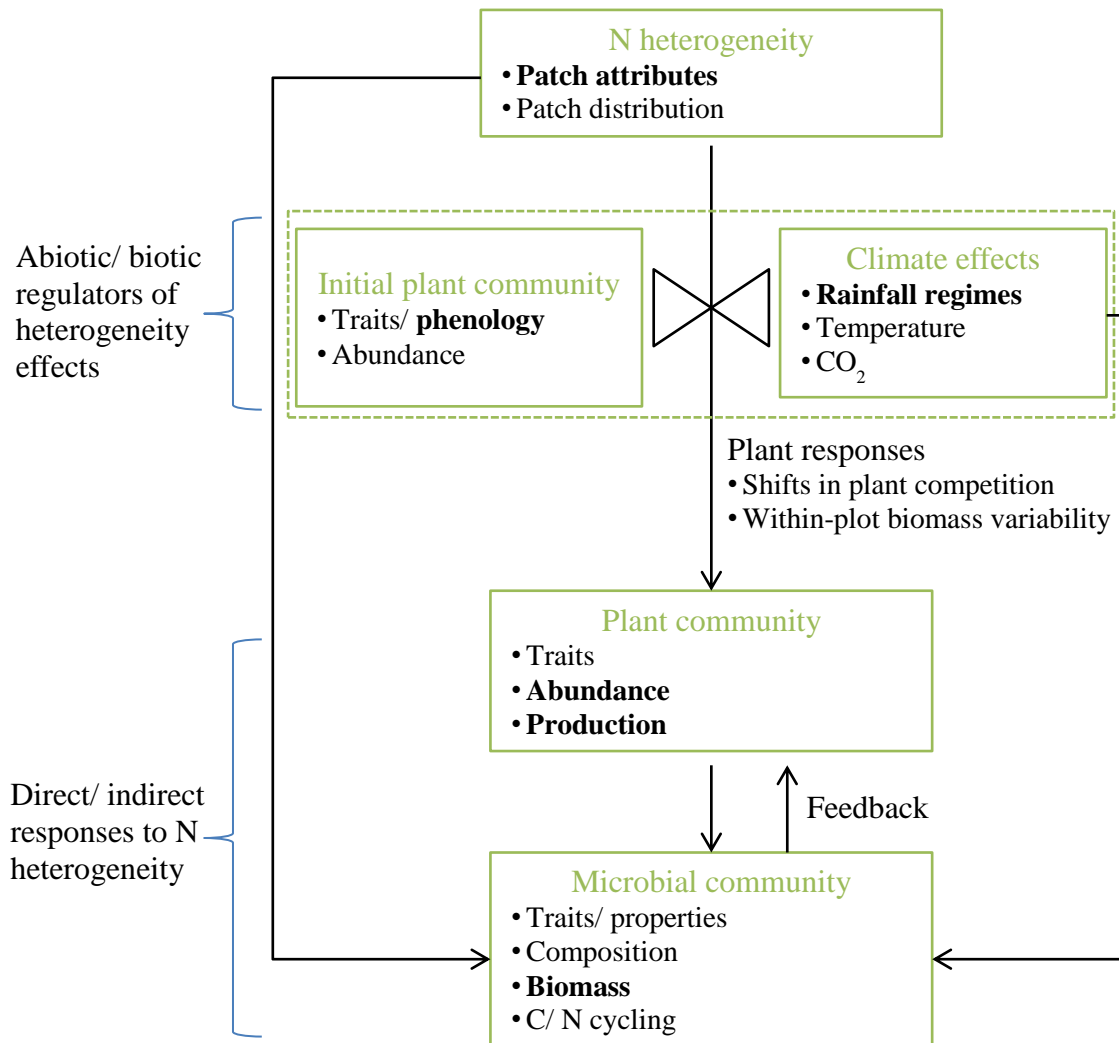 N heterogeneity
• Patch attributes
• Patch distribution
Abiotic/ biotic
regulators of
heterogeneity
effects
Initial plant community
• Traits/ phenology
• Abundance
Climate effects
• Rainfall regimes
• Temperature
• CO₂
Plant responses
• Shifts in plant competition
• Within-plot biomass variability
Plant community
• Traits
• Abundance
• Production
Direct/ indirect
responses to N
heterogeneity
Feedback
Microbial community
• Traits/ properties
• Composition
• Biomass
• C/ N cycling